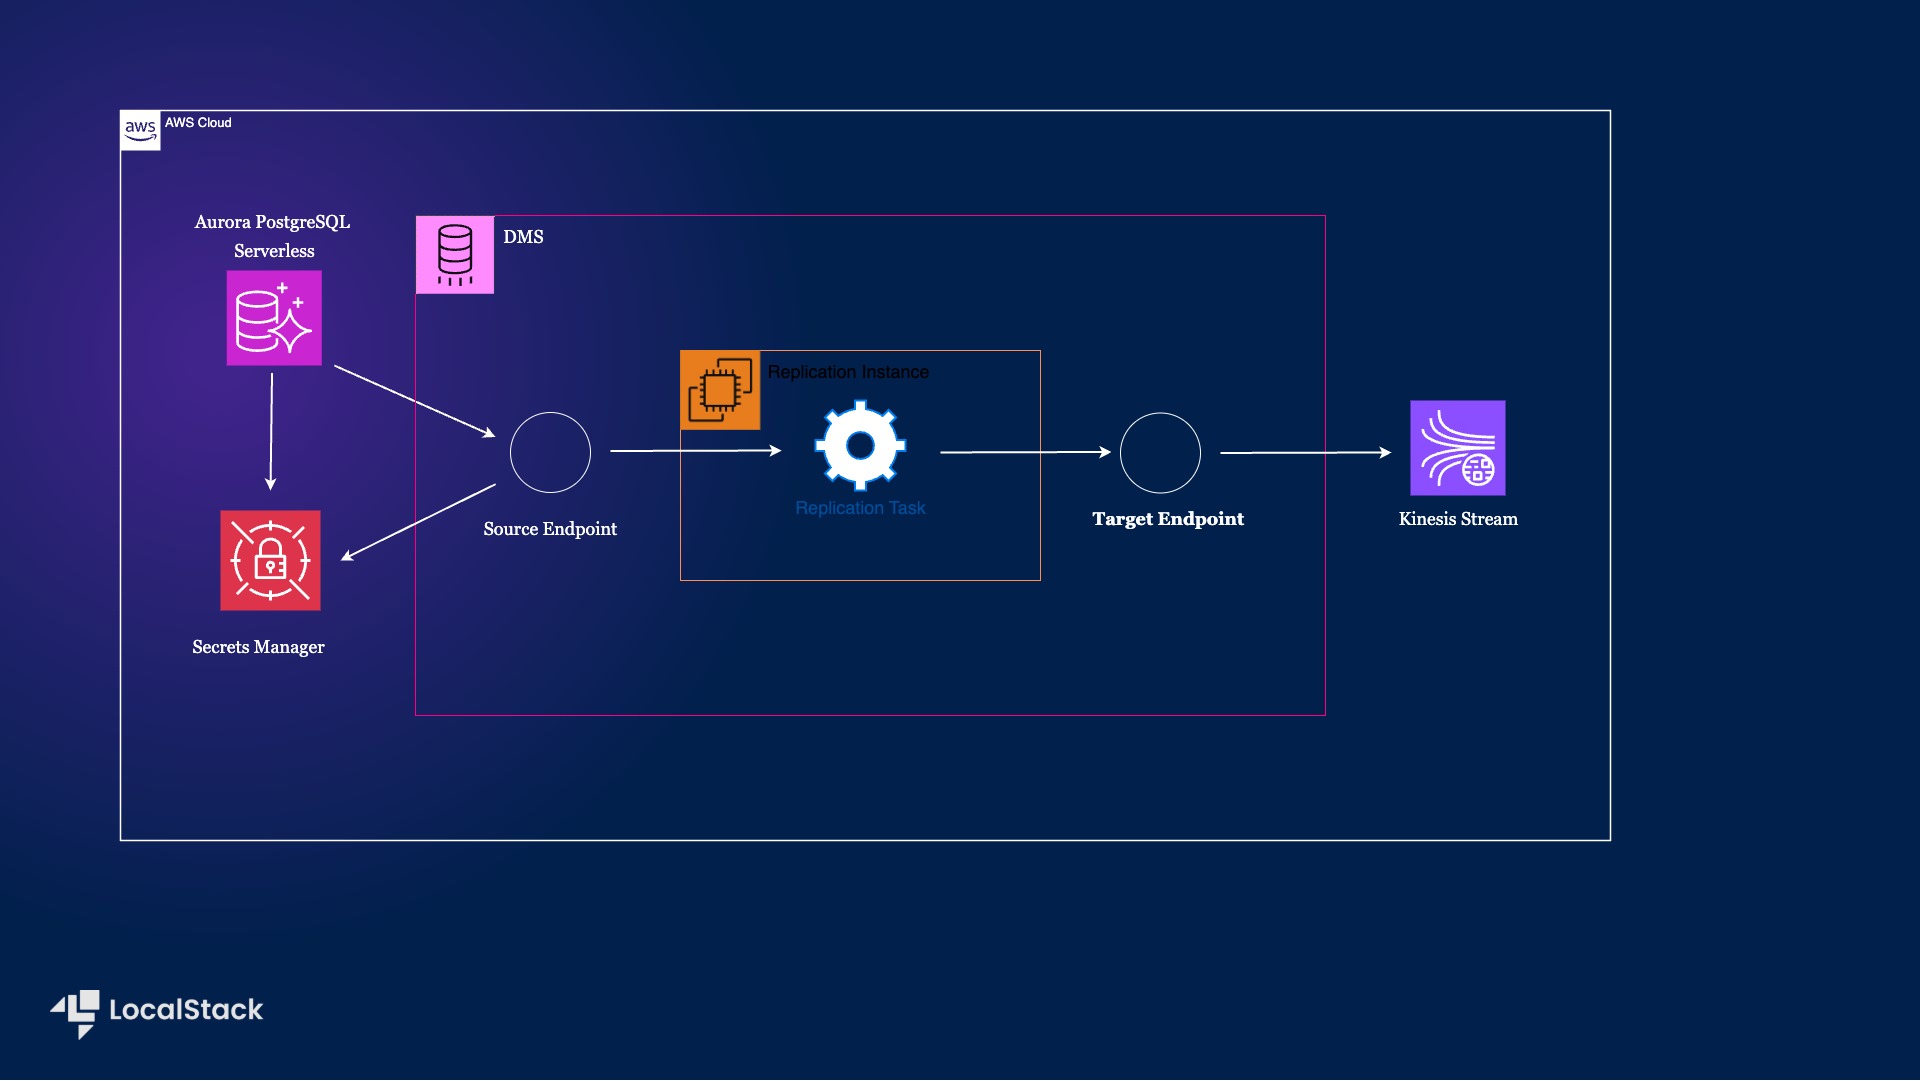 aws
AWS Cloud
Aurora PostgreSQL
Serverless
DMS
Replication Instance
Replication Task
Source Endpoint
Target Endpoint
Kinesis Stream
Secrets Manager
LocalStack